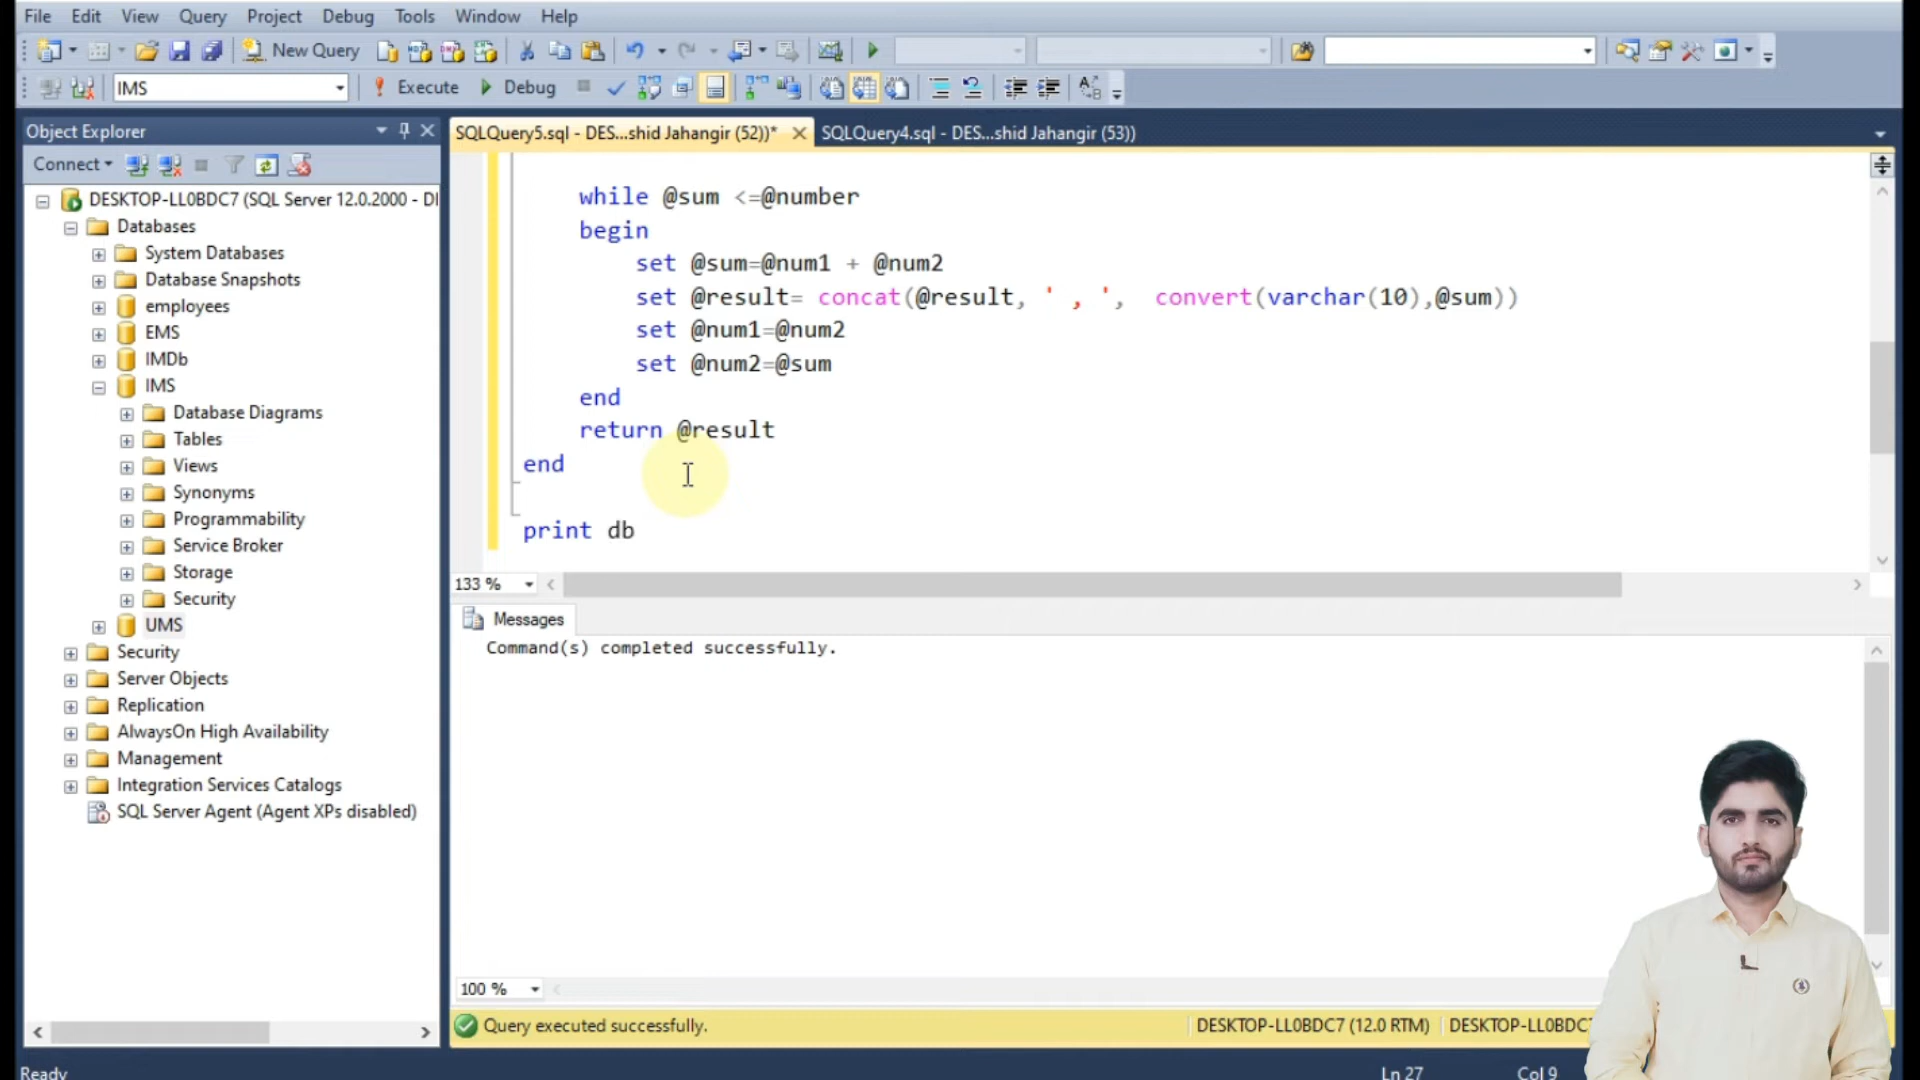 File Edit View Query Project Debug Tools Window Help
New Query
IMS Execute Debug
Object Explorer
Connect
DESKTOP-LL0BDC7 (SQL Server 12.0.2000 - DI
Databases
System Databases
Database Snapshots
employees
EMS
IMDb
IMS
Database Diagrams
Tables
Views
Synonyms
Programmability
Service Broker
Storage
Security
UMS
Security
Server Objects
Replication
AlwaysOn High Availability
Management
Integration Services Catalogs
SQL Server Agent (Agent XPs disabled)
SQLQuery5.sql - DES...shid Jahangir (52))* SQLQuery4.sql - DES...shid Jahangir (53))
while @sum <=@number
begin
set @sum=@num1 + @num2
set @result= concat(@result, ' , ', convert(varchar(10),@sum))
set @num1=@num2
set @num2=@sum
end
return @result
end
print db
133 %
Messages
Command(s) completed successfully.
100 %
Query executed successfully. DESKTOP-LL0BDC7 (12.0 RTM) DESKTOP-LL0BDC7
Ready Ln 27 Col 9